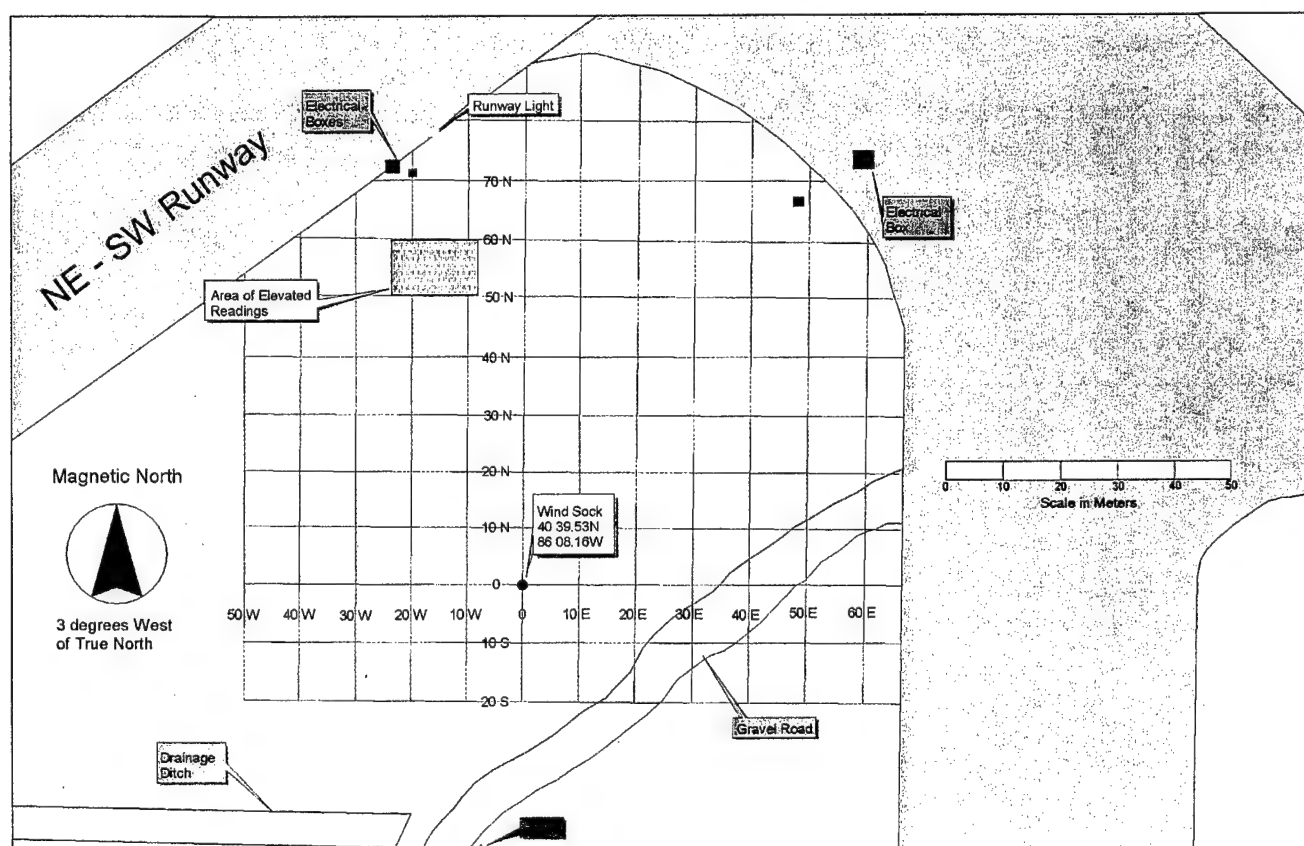 Electrical
Boxes
Runway Light
NE - SW Runway
70 N
Electrical
Box
60 N
Area of Elevated
Readings
50 N
40 N
30 N
Magnetic North
20 N
0 10 20 30 40 50
Scale in Meters
Wind Sock
40 39.53N
86 08.16W
10 N
0
50 W 40 W 30 W 20 W 10 W 0 10 E 20 E 30 E 40 E 50 E 60 E
3 degrees West
of True North
10 S
20 S
Gravel Road
Drainage
Ditch